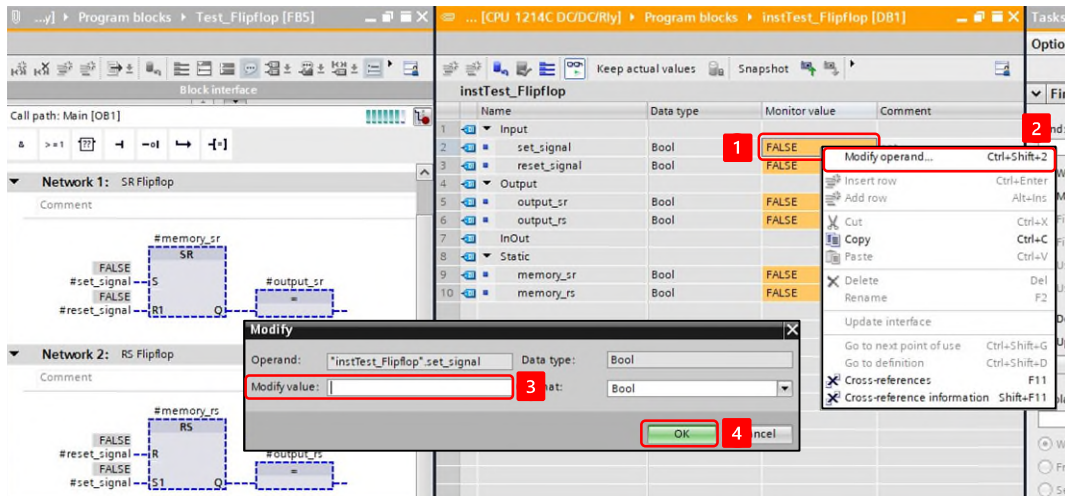 ...y] ▸ Program blocks ▸ Test_Flipflop [FB5]
Block interface
Call path: Main [OB1]
& >=1 [??] ⊣ -o| ↦ -[=]
Network 1: SR Flipflop
Comment
#memory_sr
SR
FALSE
#set_signal S
#output_sr
FALSE
=
#reset_signal R1 Q
Network 2: RS Flipflop
Comment
#memory_rs
RS
FALSE
#reset_signal R
#output_rs
FALSE
=
#set_signal S1 Q
... [CPU 1214C DC/DC/Rly] ▸ Program blocks ▸ instTest_Flipflop [DB1]
Keep actual values Snapshot
instTest_Flipflop
Name Data type Monitor value Comment
1 Input
2 set_signal Bool FALSE
3 reset_signal Bool FALSE
4 Output
5 output_sr Bool FALSE
6 output_rs Bool FALSE
7 InOut
8 Static
9 memory_sr Bool FALSE
10 memory_rs Bool FALSE
1
2
Modify operand... Ctrl+Shift+2
Insert row Ctrl+Enter
Add row Alt+Ins
Cut Ctrl+X
Copy Ctrl+C
Paste Ctrl+V
Delete Del
Rename F2
Update interface
Go to next point of use Ctrl+Shift+G
Go to definition Ctrl+Shift+D
Cross-references F11
Cross-reference information Shift+F11
Modify
Operand: "instTest_Flipflop".set_signal Data type: Bool
Modify value: 3 at: Bool
OK 4 ncel
Tasks
Optio
Fin
nd: